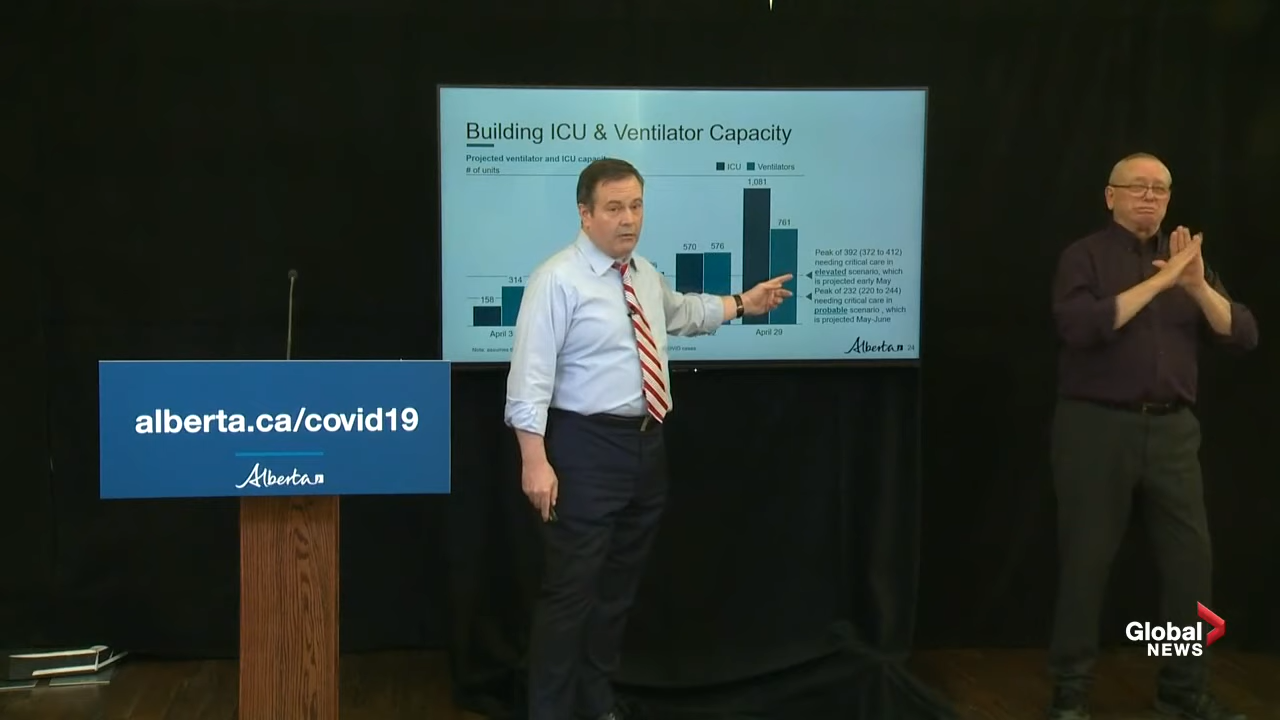 Building ICU & Ventilator Capacity
Projected ventilator and ICU
# of units
ICU
Ventilators
1,081
761
570
576
314
158
Peak of 392 (372 to 412)
needing critical care in
elevated scenario, which
is projected early May
Peak of 232 (220 to 244)
needing critical care in
probable scenario , which
is projected May-June
April 3
April 29
Alberta
24
alberta.ca/covid19
Alberta
Global
NEWS